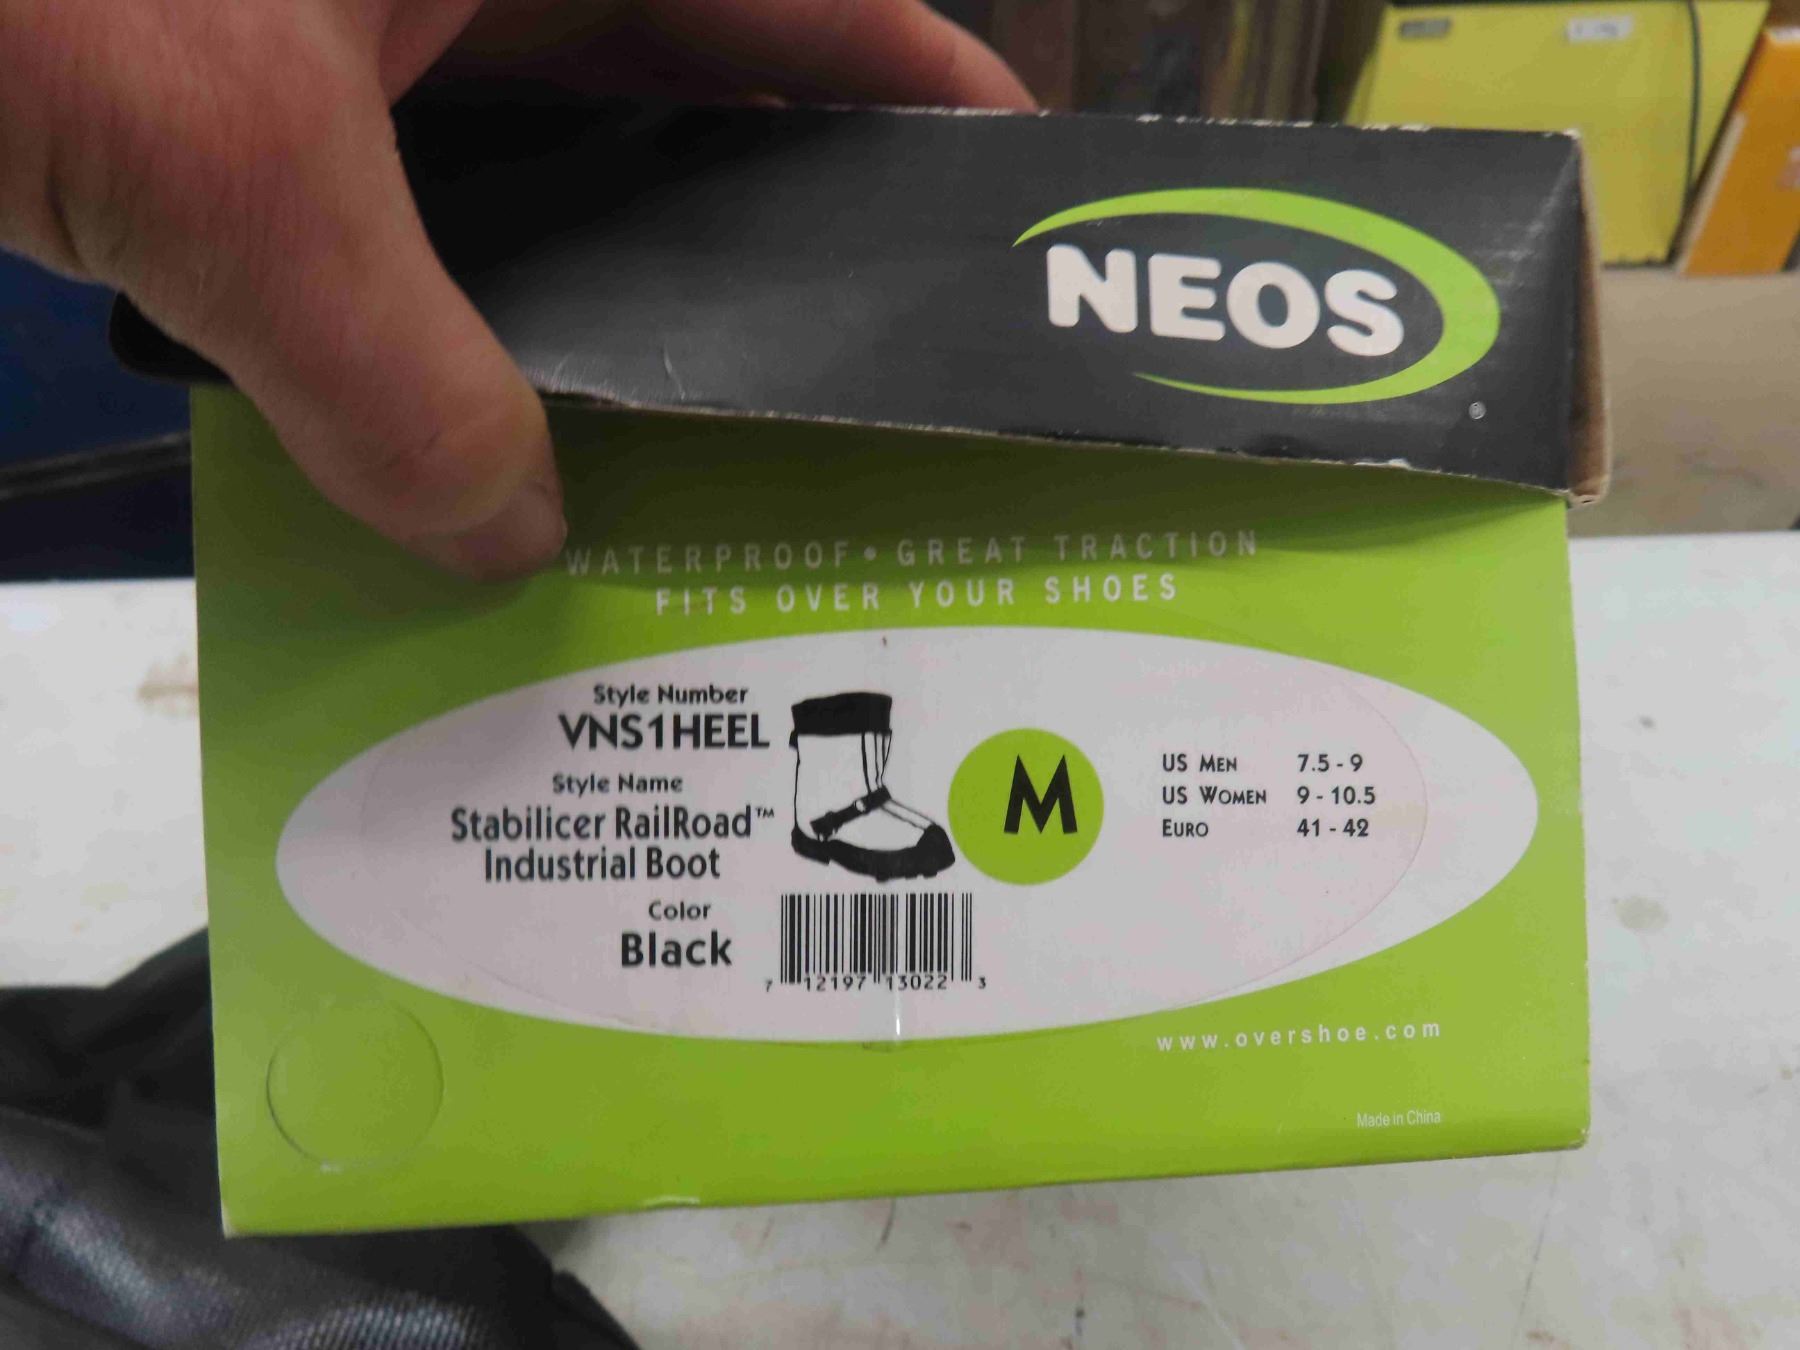 NEOS
®
WATERPROOF • GREAT TRACTION
FITS OVER YOUR SHOES
Style Number
VNS1HEEL
Style Name
Stabilicer RailRoad™
Industrial Boot
Color
Black
7 12197 13022 3
M
US MEN 7.5 - 9
US WOMEN 9 - 10.5
EURO 41 - 42
www.overshoe.com
Made in China